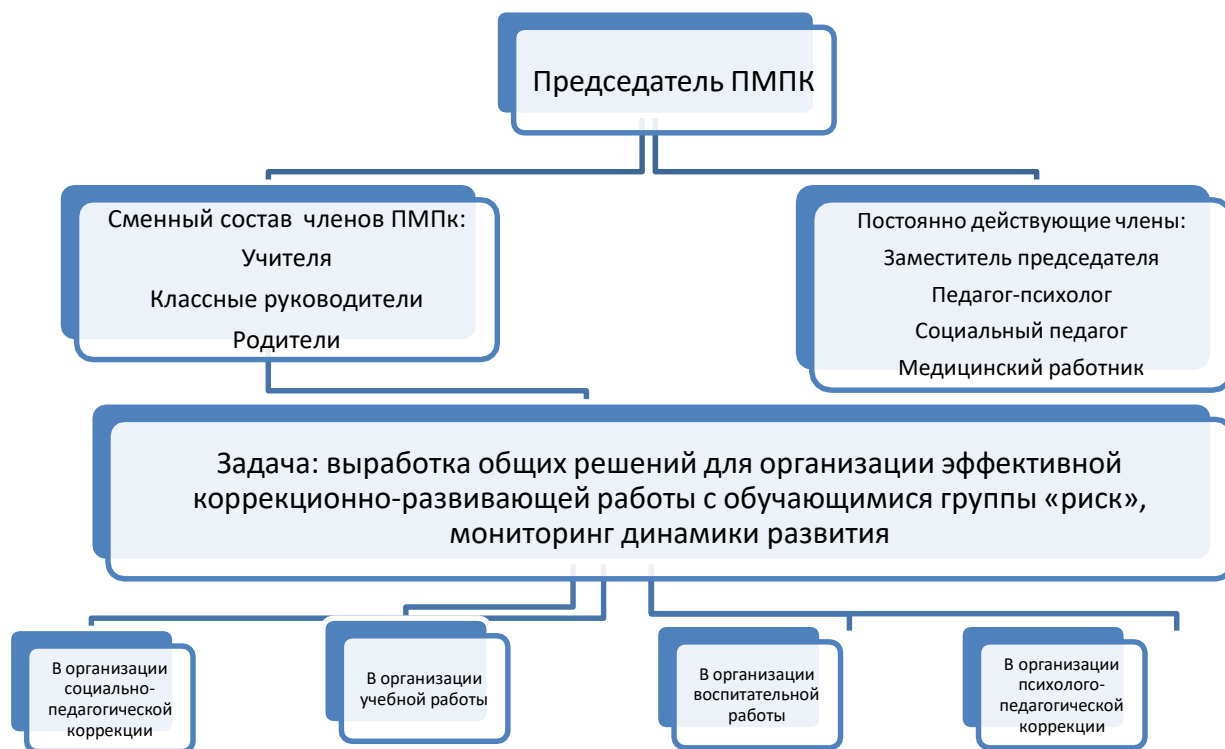 Председатель ПМПК
Сменный состав членов ПМПк:
Учителя
Классные руководители
Родители
Постоянно действующие члены:
Заместитель председателя
Педагог-психолог
Социальный педагог
Медицинский работник
Задача: выработка общих решений для организации эффективной
коррекционно-развивающей работы с обучающимися группы «риск»,
мониторинг динамики развития
В организации
социально-
педагогической
коррекции
В организации
учебной работы
В организации
воспитательной
работы
В организации
психолого-
педагогической
коррекции